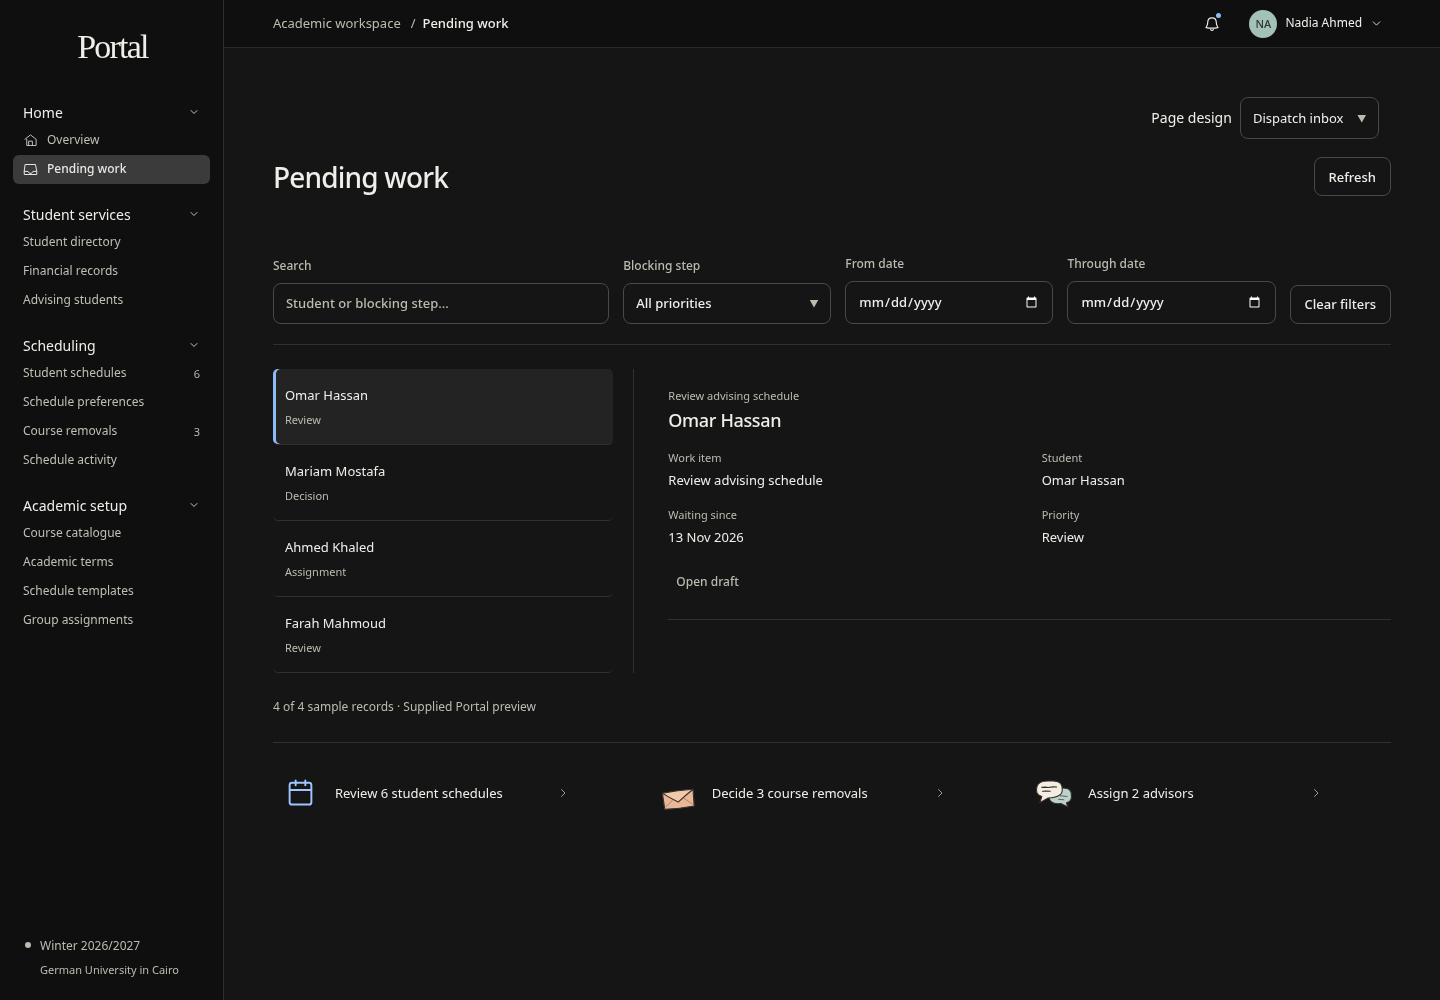 Portal
Home
Overview
Pending work
Student services
Student directory
Financial records
Advising students
Scheduling
Student schedules 6
Schedule preferences
Course removals 3
Schedule activity
Academic setup
Course catalogue
Academic terms
Schedule templates
Group assignments
Winter 2026/2027
German University in Cairo
Academic workspace / Pending work
NA Nadia Ahmed
Page design Dispatch inbox
Pending work
Refresh
Search
Blocking step
From date
Through date
Student or blocking step...
All priorities
mm/dd/yyyy
mm/dd/yyyy
Clear filters
Omar Hassan
Review
Mariam Mostafa
Decision
Ahmed Khaled
Assignment
Farah Mahmoud
Review
Review advising schedule
Omar Hassan
Work item
Review advising schedule
Student
Omar Hassan
Waiting since
13 Nov 2026
Priority
Review
Open draft
4 of 4 sample records · Supplied Portal preview
Review 6 student schedules
Decide 3 course removals
Assign 2 advisors